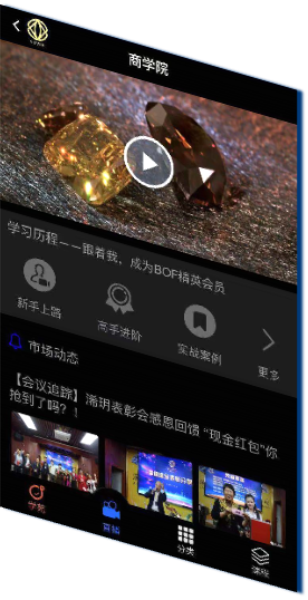 商学院
学习历程——跟着我，成为BOF精英会员
新手上路
高手进阶
实战案例
更多
市场动态
【会议追踪】浠玥表彰会感恩回馈“现金红包”你
抢到了吗？！
学苑
直播
分类
课程